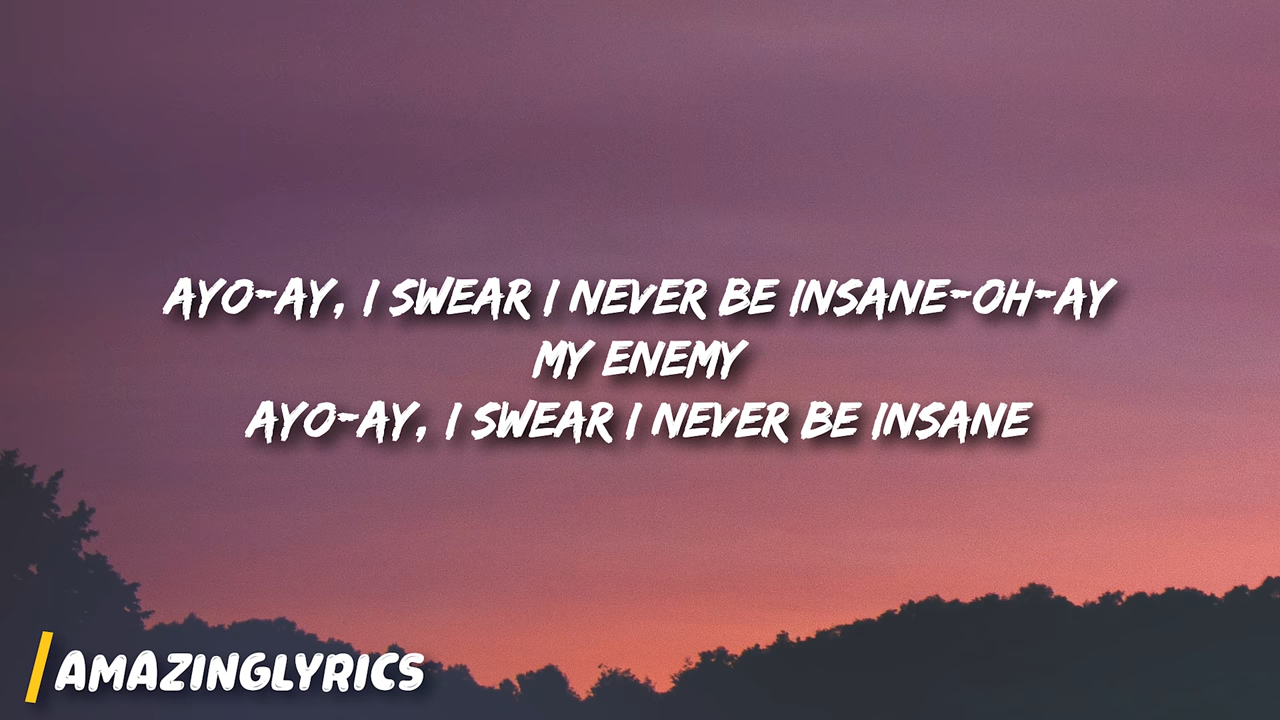 AYO-AY, I SWEAR I NEVER BE INSANE-OH-AY
MY ENEMY
AYO-AY, I SWEAR I NEVER BE INSANE
AMAZINGLYRICS